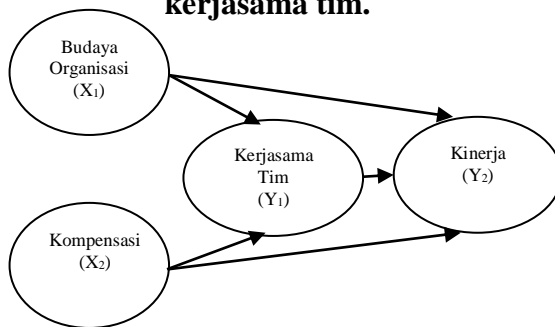 kerjasama tim.
Budaya
Organisasi
(X₁)
Kerjasama
Tim
(Y₁)
Kinerja
(Y₂)
Kompensasi
(X₂)